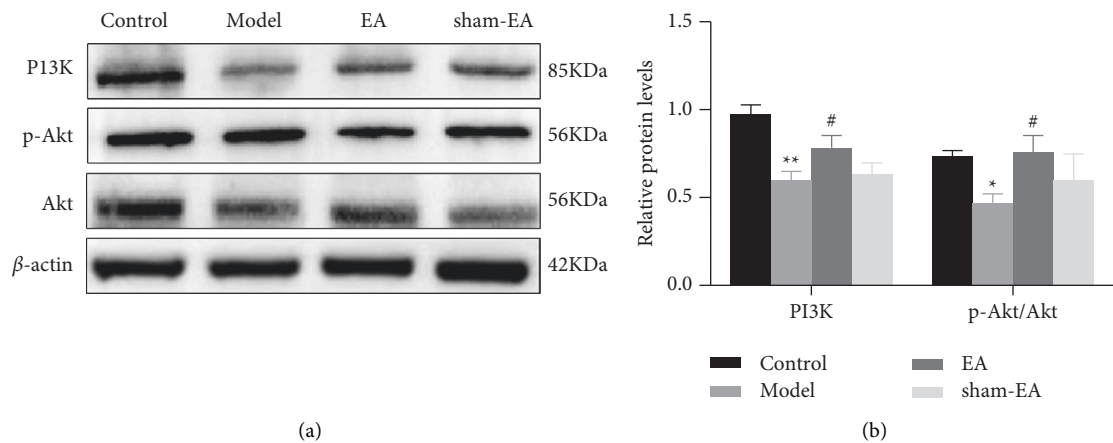 Control Model EA sham-EA
P13K 85KDa
p-Akt 56KDa
Akt 56KDa
β-actin 42KDa
(a)
1.5
1.0
0.5
0.0
Relative protein levels
** # * #
PI3K p-Akt/Akt
Control EA
Model sham-EA
(b)